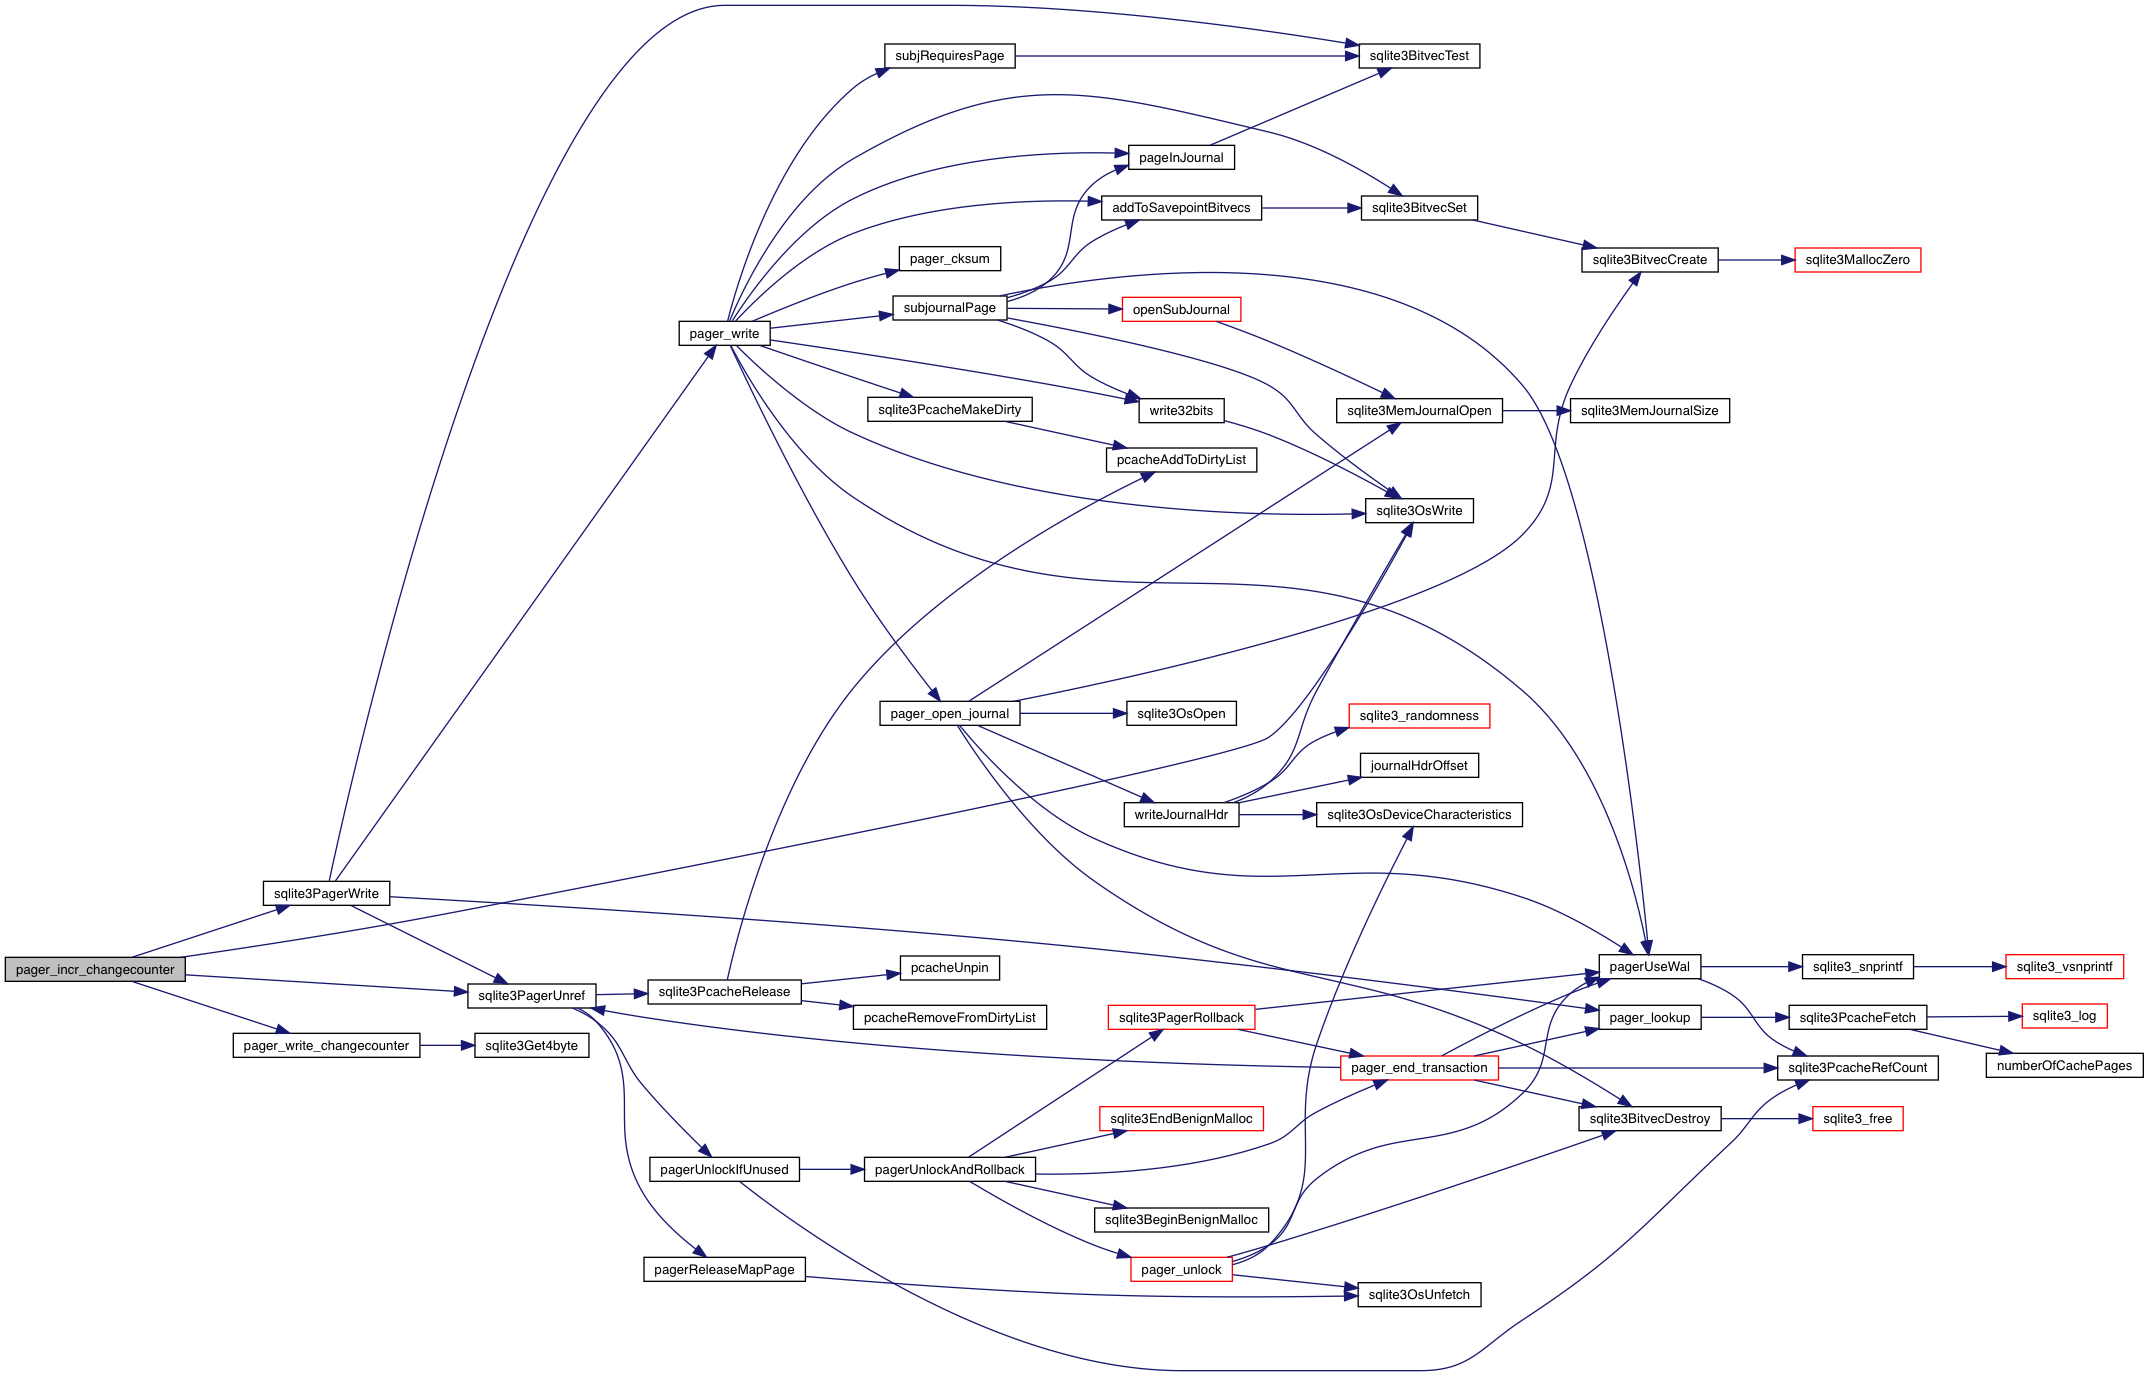 subjRequiresPage
sqlite3BitvecTest
pageInJournal
addToSavepointBitvecs
sqlite3BitvecSet
pager_cksum
sqlite3BitvecCreate
sqlite3MallocZero
subjournalPage
openSubJournal
pager_write
sqlite3PcacheMakeDirty
write32bits
sqlite3MemJournalOpen
sqlite3MemJournalSize
pcacheAddToDirtyList
sqlite3OsWrite
pager_open_journal
sqlite3OsOpen
sqlite3_randomness
journalHdrOffset
writeJournalHdr
sqlite3OsDeviceCharacteristics
sqlite3PagerWrite
pager_incr_changecounter
pcacheUnpin
pagerUseWal
sqlite3_snprintf
sqlite3_vsnprintf
sqlite3PagerUnref
sqlite3PcacheRelease
pcacheRemoveFromDirtyList
sqlite3PagerRollback
pager_lookup
sqlite3PcacheFetch
sqlite3_log
pager_write_changecounter
sqlite3Get4byte
pager_end_transaction
sqlite3PcacheRefCount
numberOfCachePages
sqlite3EndBenignMalloc
sqlite3BitvecDestroy
sqlite3_free
pagerUnlockIfUnused
pagerUnlockAndRollback
sqlite3BeginBenignMalloc
pagerReleaseMapPage
pager_unlock
sqlite3OsUnfetch